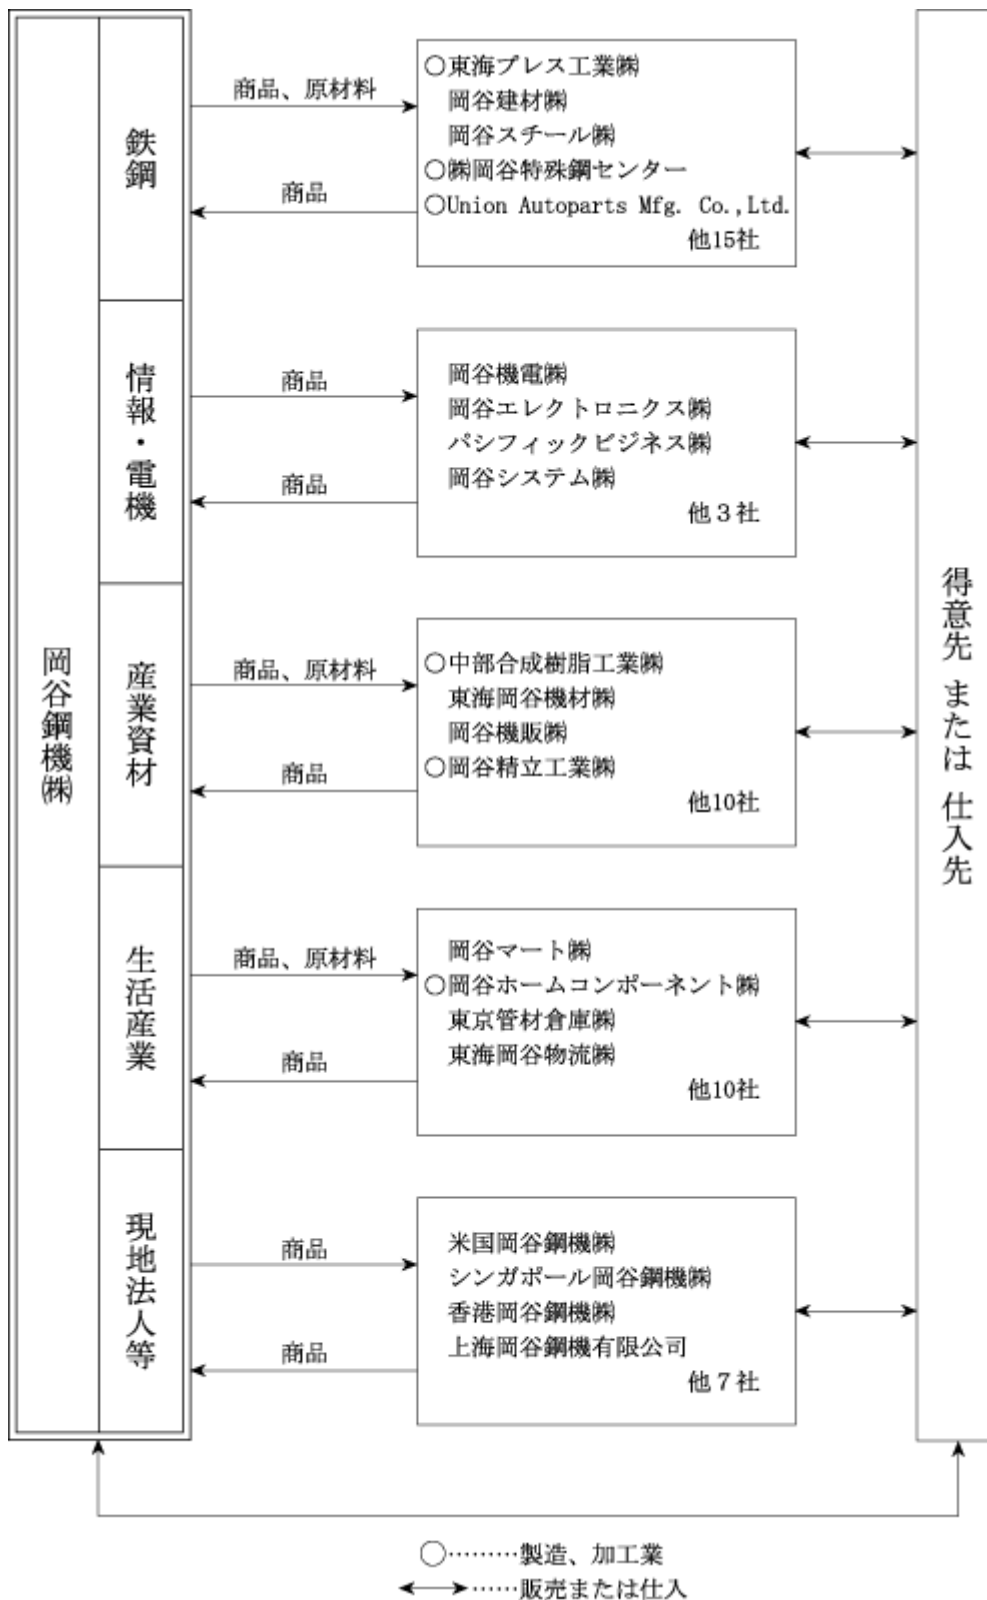 岡谷鋼機㈱
鉄鋼
商品、原材料
商品
○東海プレス工業㈱
岡谷建材㈱
岡谷スチール㈱
○㈱岡谷特殊鋼センター
○Union Autoparts Mfg. Co.,Ltd.
他15社
情報・電機
商品
商品
岡谷機電㈱
岡谷エレクトロニクス㈱
パシフィックビジネス㈱
岡谷システム㈱
他３社
産業資材
商品、原材料
商品
○中部合成樹脂工業㈱
東海岡谷機材㈱
岡谷機販㈱
○岡谷精立工業㈱
他10社
生活産業
商品、原材料
商品
岡谷マート㈱
○岡谷ホームコンポーネント㈱
東京管材倉庫㈱
東海岡谷物流㈱
他10社
現地法人等
商品
商品
米国岡谷鋼機㈱
シンガポール岡谷鋼機㈱
香港岡谷鋼機㈱
上海岡谷鋼機有限公司
他７社
得意先 または 仕入先
○………製造、加工業
←→……販売または仕入